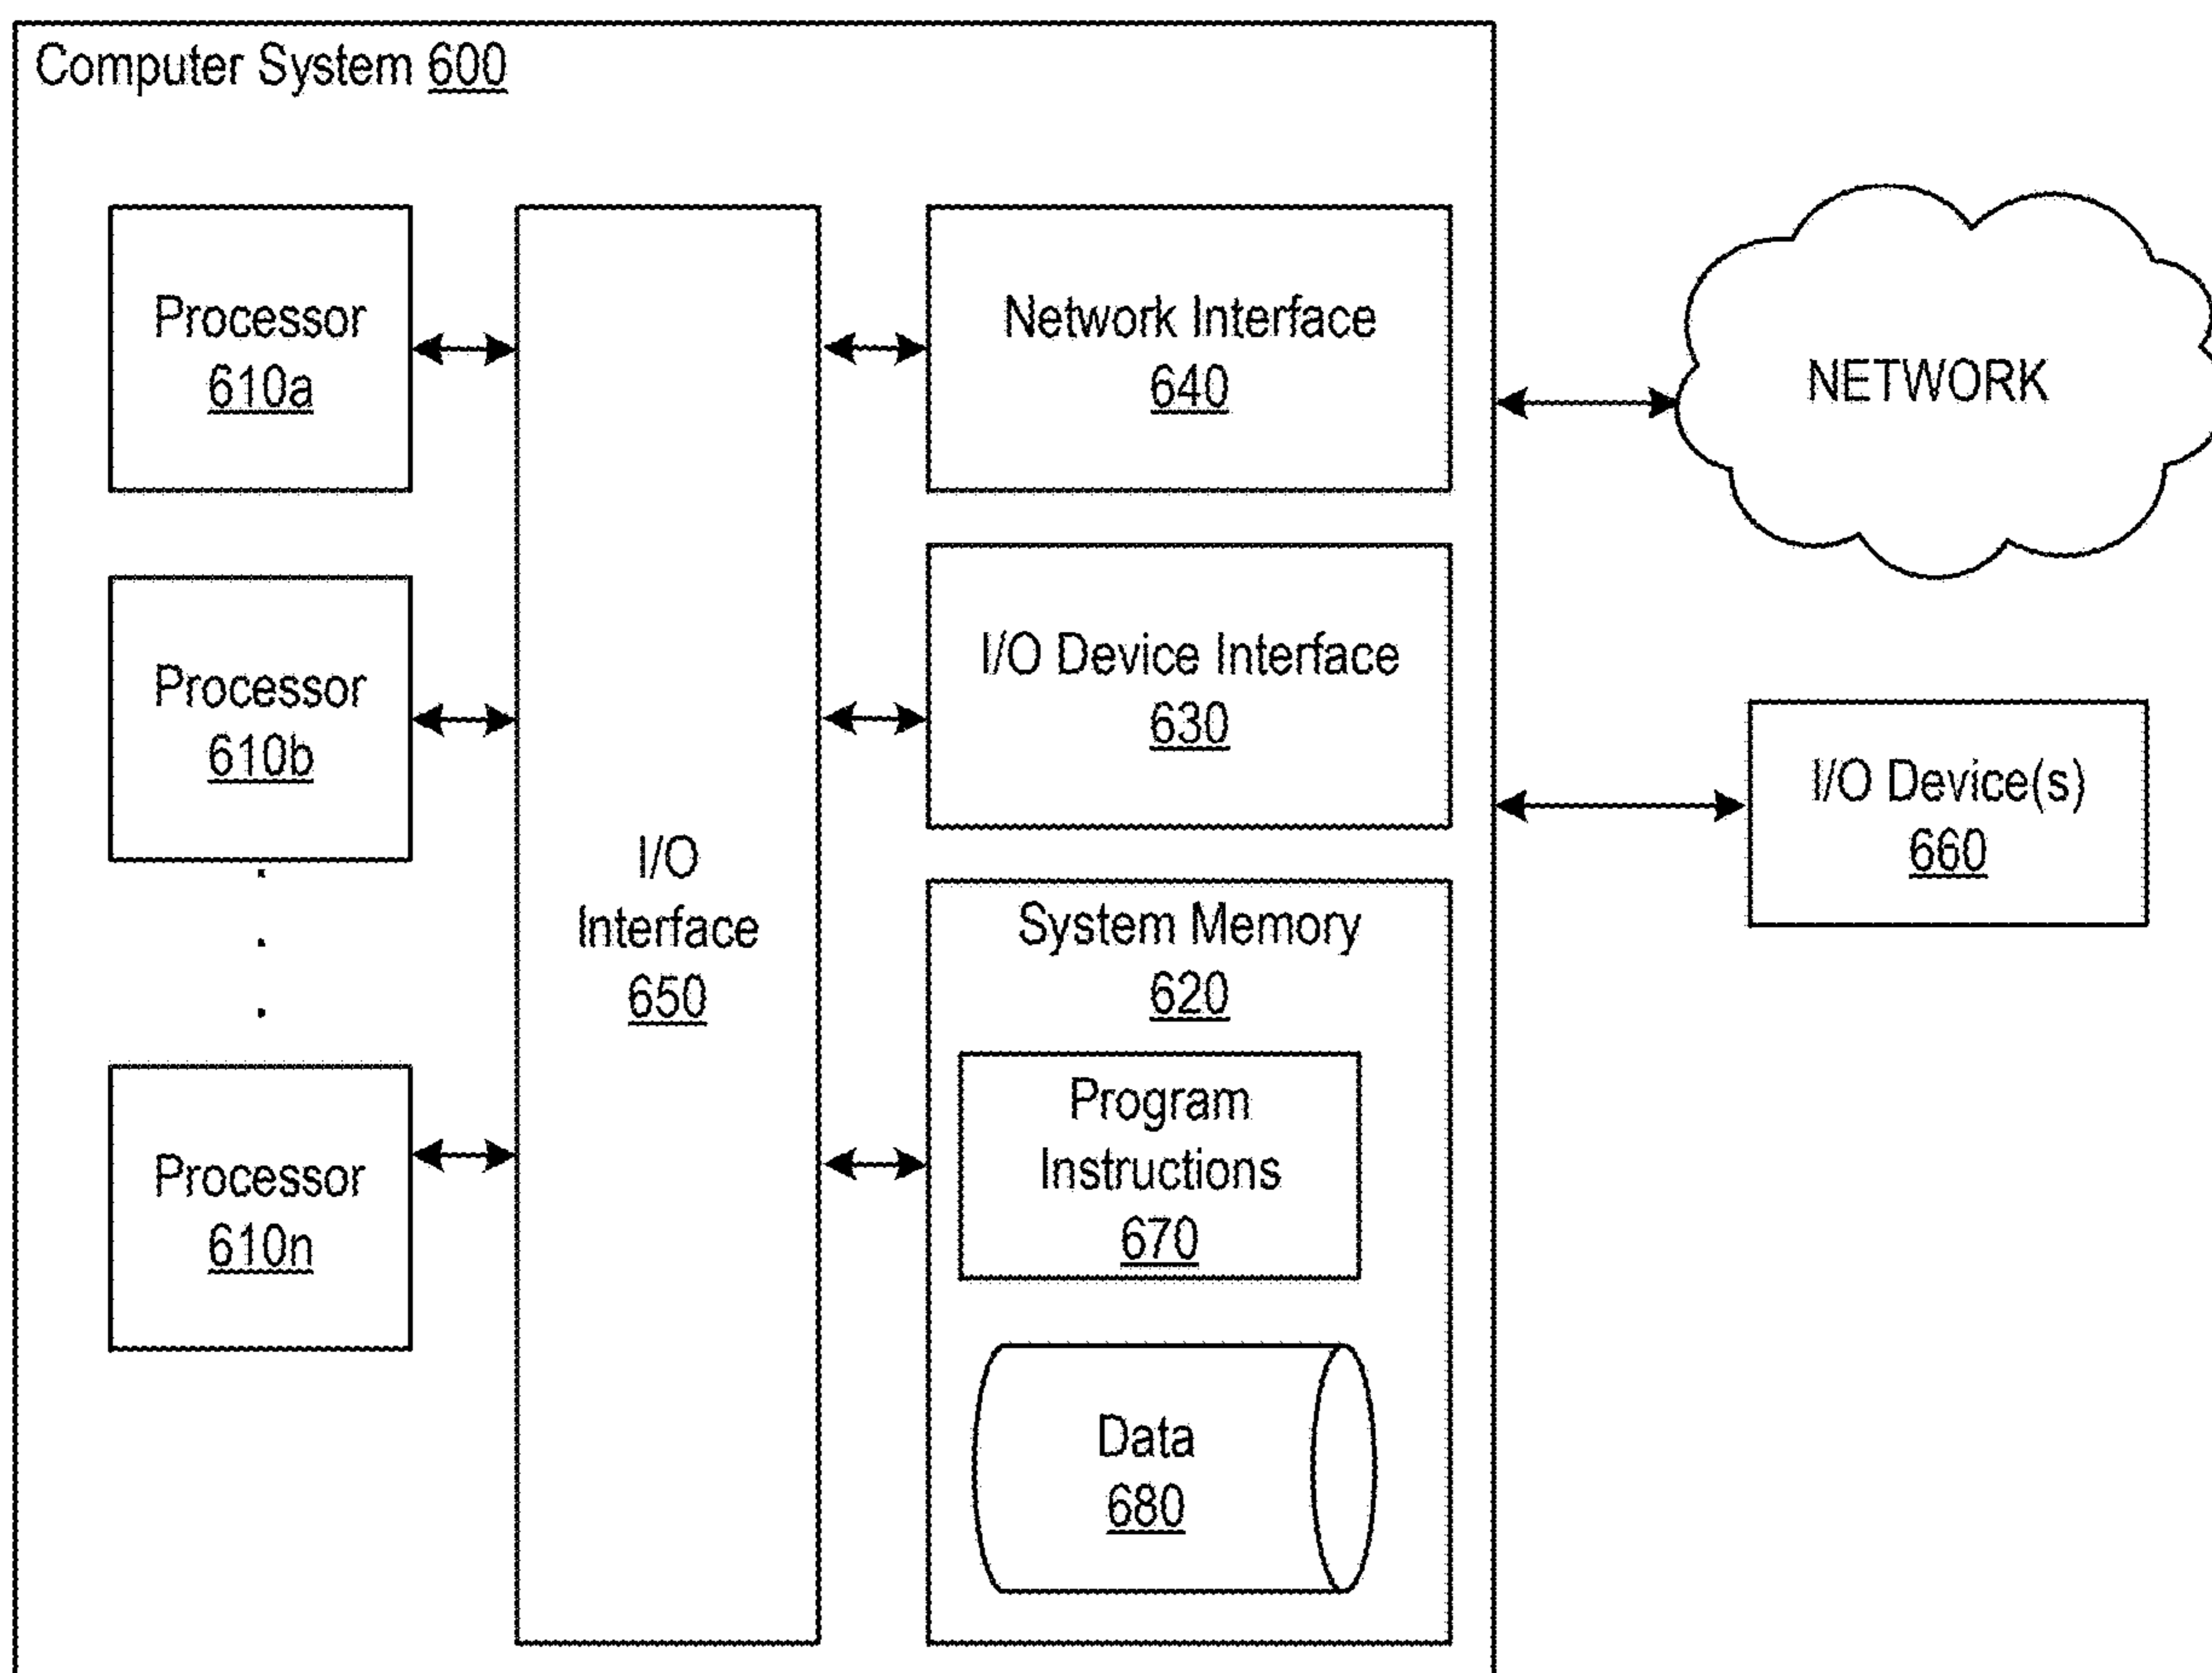 Computer System 600
Processor
610a
Processor
610b
.
.
.
Processor
610n
I/O
Interface
650
Network Interface
640
I/O Device Interface
630
System Memory
620
Program
Instructions
670
Data
680
NETWORK
I/O Device(s)
660